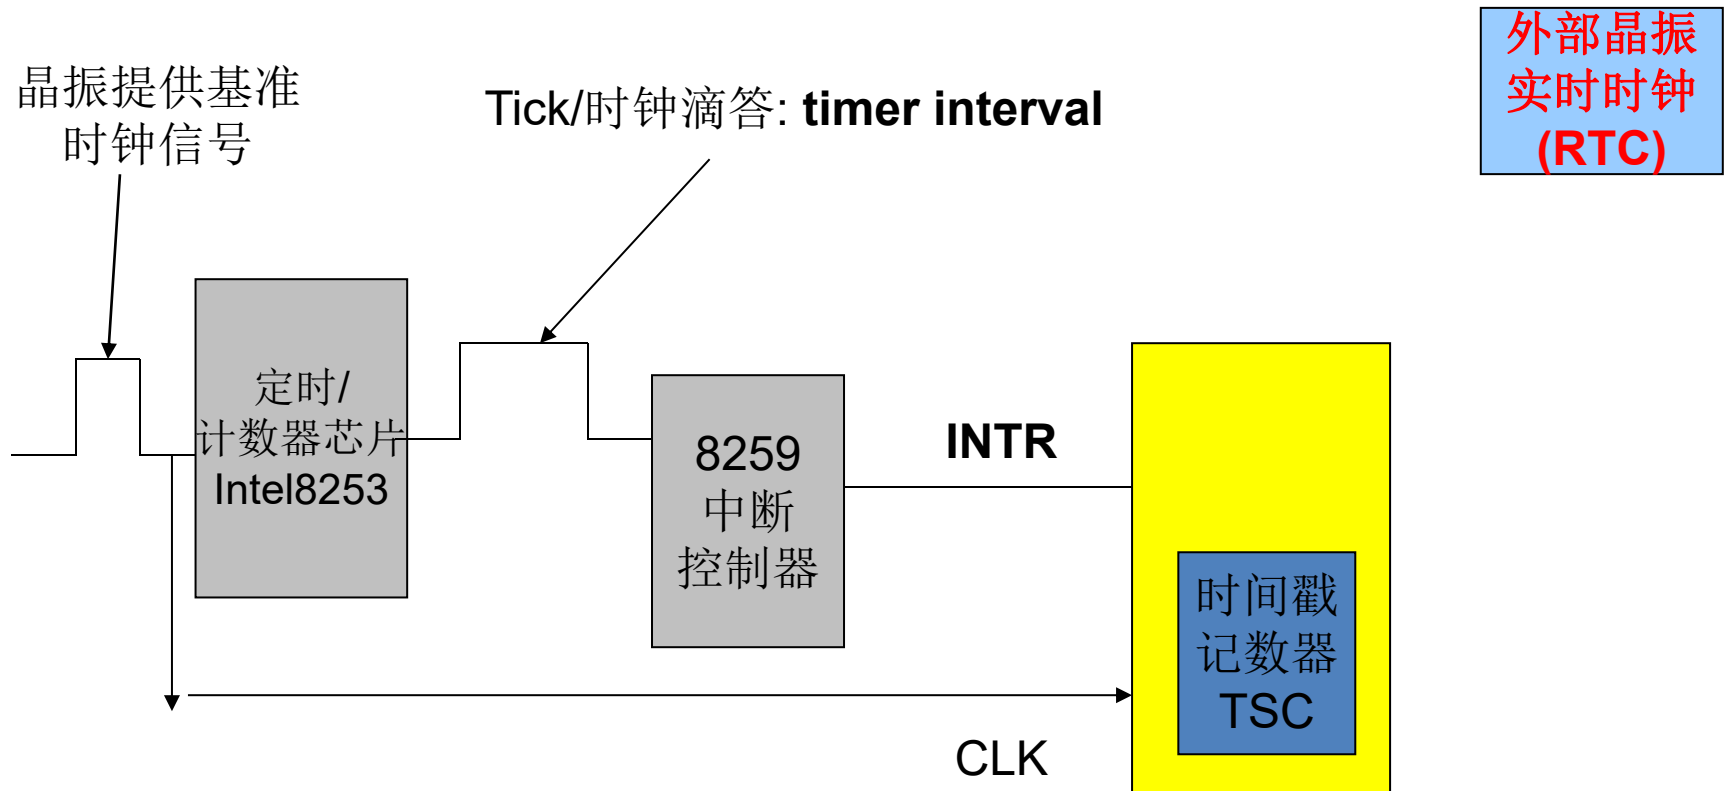 晶振提供基准
时钟信号
Tick/时钟滴答: timer interval
外部晶振
实时时钟
(RTC)
定时/
计数器芯片
Intel8253
8259
中断
控制器
INTR
时间戳
记数器
TSC
CLK